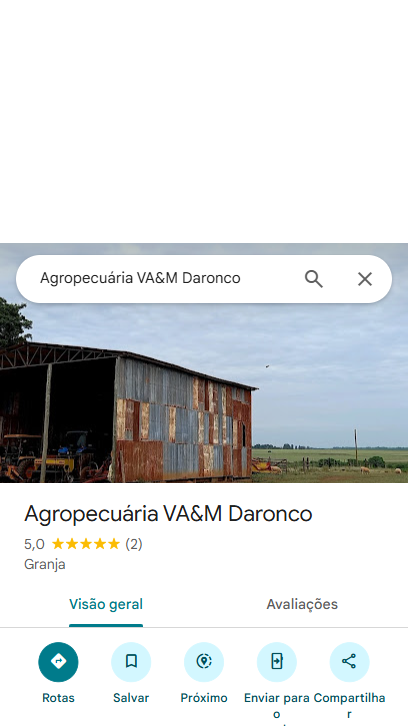 Agropecuária VA&M Daronco
Agropecuária VA&M Daronco
5,0 (2)
Granja
Visão geral Avaliações
Rotas Salvar Próximo Enviar para o Compartilhar